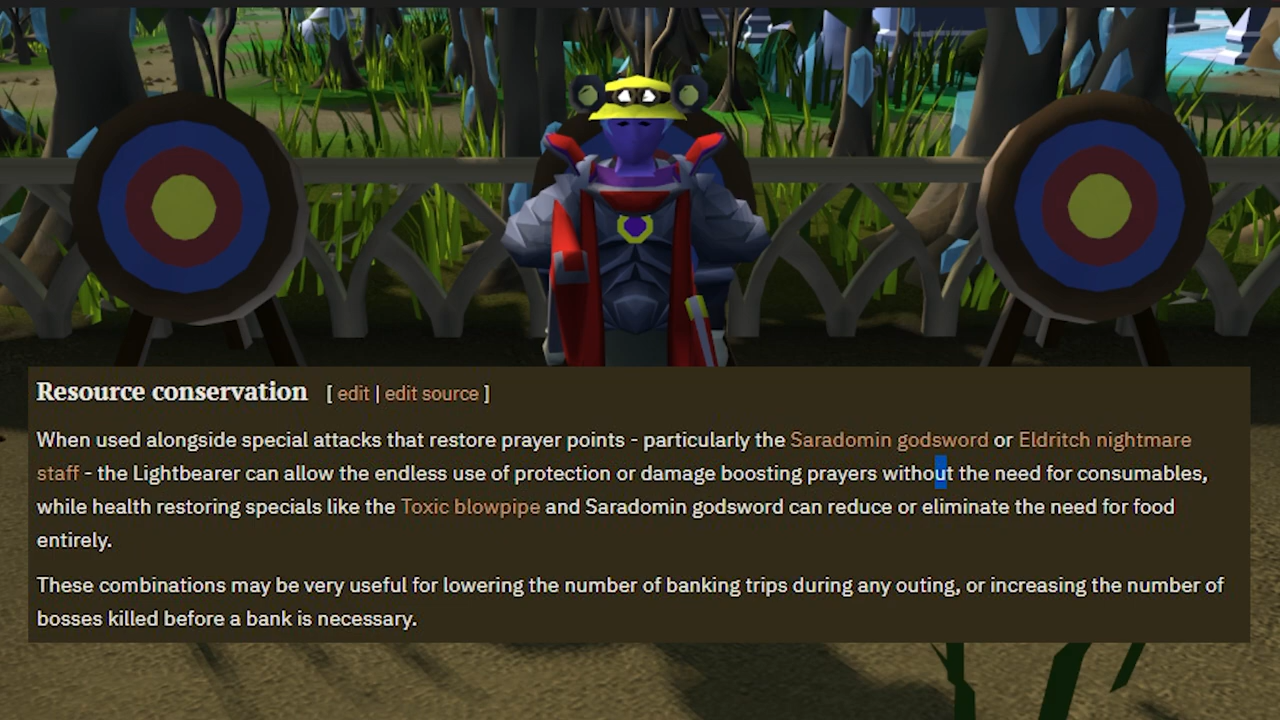 Resource conservation [ edit | edit source ]
When used alongside special attacks that restore prayer points - particularly the Saradomin godsword or Eldritch nightmare
staff - the Lightbearer can allow the endless use of protection or damage boosting prayers without the need for consumables,
while health restoring specials like the Toxic blowpipe and Saradomin godsword can reduce or eliminate the need for food
entirely.
These combinations may be very useful for lowering the number of banking trips during any outing, or increasing the number of
bosses killed before a bank is necessary.